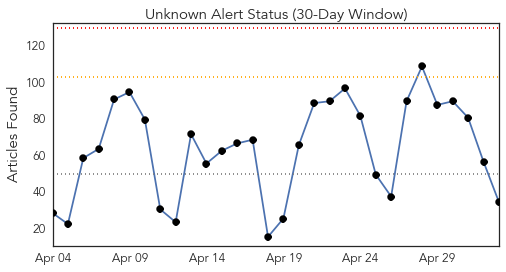 Unknown Alert Status (30-Day Window)
Articles Found
120
100
80
60
40
20
Apr 04
Apr 09
Apr 14
Apr 19
Apr 24
Apr 29